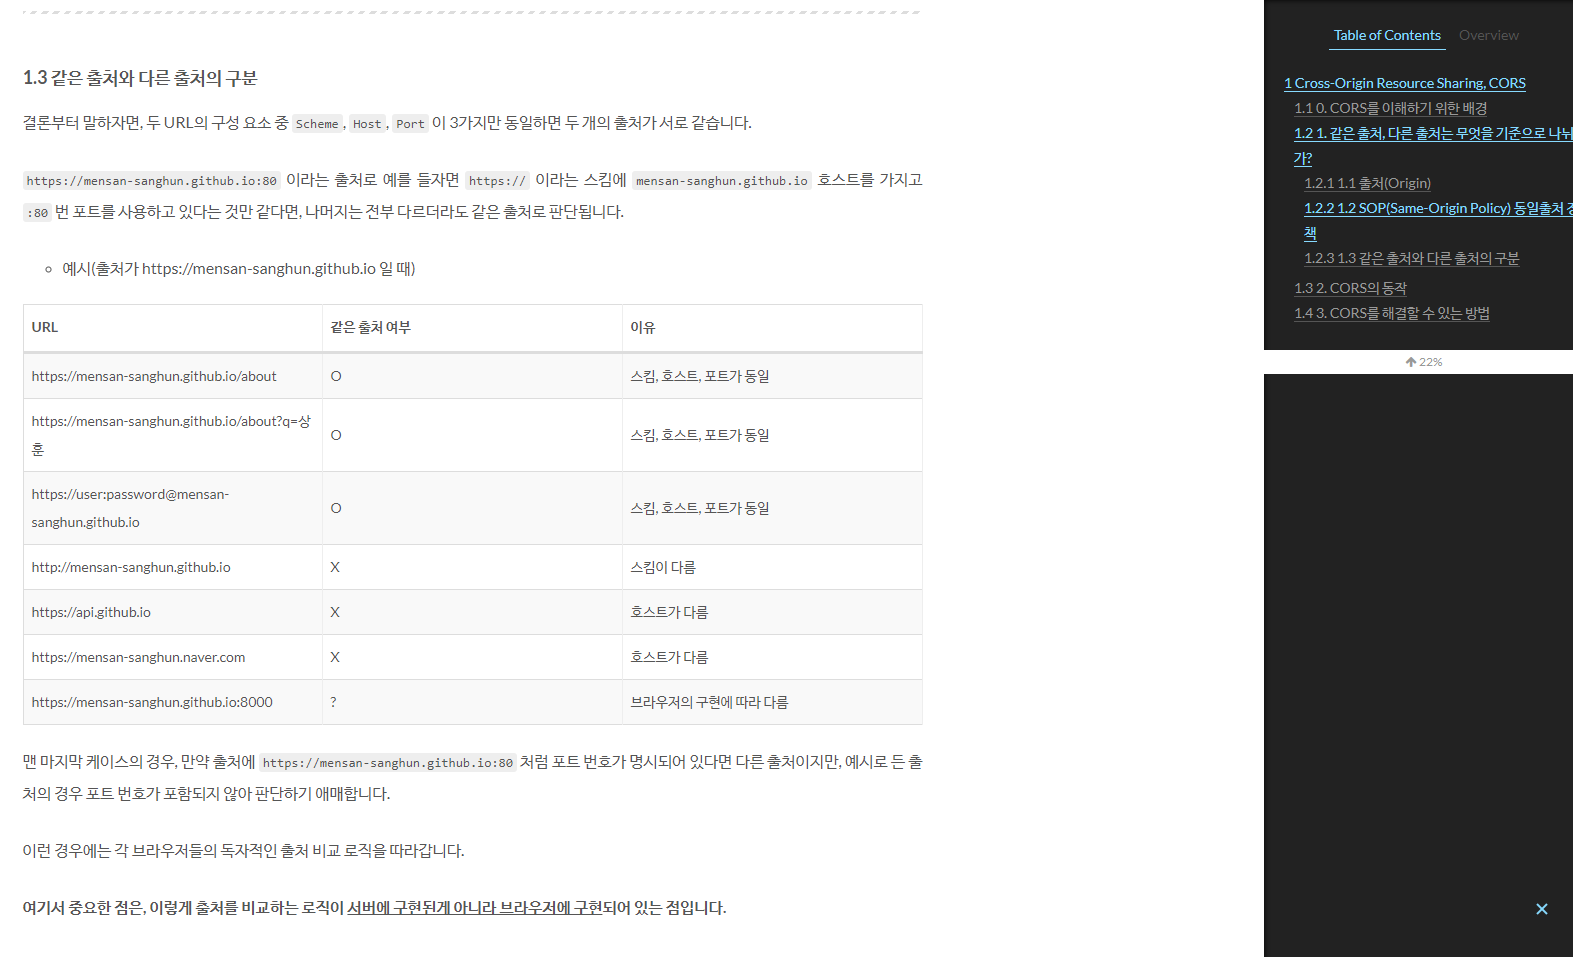 1.3 같은 출처와 다른 출처의 구분
결론부터 말하자면, 두 URL의 구성 요소 중 Scheme, Host, Port 이 3가지만 동일하면 두 개의 출처가 서로 같습니다.
https://mensan-sanghun.github.io:80 이라는 출처로 예를 들자면 https:// 이라는 스킴에 mensan-sanghun.github.io 호스트를 가지고
:80 번 포트를 사용하고 있다는 것만 같다면, 나머지는 전부 다르더라도 같은 출처로 판단됩니다.
예시(출처가 https://mensan-sanghun.github.io 일 때)
URL 같은 출처 여부 이유
https://mensan-sanghun.github.io/about O 스킴, 호스트, 포트가 동일
https://mensan-sanghun.github.io/about?q=상
훈 O 스킴, 호스트, 포트가 동일
https://user:password@mensan-
sanghun.github.io O 스킴, 호스트, 포트가 동일
http://mensan-sanghun.github.io X 스킴이 다름
https://api.github.io X 호스트가 다름
https://mensan-sanghun.naver.com X 호스트가 다름
https://mensan-sanghun.github.io:8000 ? 브라우저의 구현에 따라 다름
맨 마지막 케이스의 경우, 만약 출처에 https://mensan-sanghun.github.io:80 처럼 포트 번호가 명시되어 있다면 다른 출처이지만, 예시로 든 출
처의 경우 포트 번호가 포함되지 않아 판단하기 애매합니다.
이런 경우에는 각 브라우저들의 독자적인 출처 비교 로직을 따라갑니다.
여기서 중요한 점은, 이렇게 출처를 비교하는 로직이 서버에 구현된게 아니라 브라우저에 구현되어 있는 점입니다.
Table of Contents Overview
1 Cross-Origin Resource Sharing, CORS
1.1 0. CORS를 이해하기 위한 배경
1.2 1. 같은 출처, 다른 출처는 무엇을 기준으로 나뉘
가?
1.2.1 1.1 출처(Origin)
1.2.2 1.2 SOP(Same-Origin Policy) 동일출처 정
책
1.2.3 1.3 같은 출처와 다른 출처의 구분
1.3 2. CORS의 동작
1.4 3. CORS를 해결할 수 있는 방법
22%